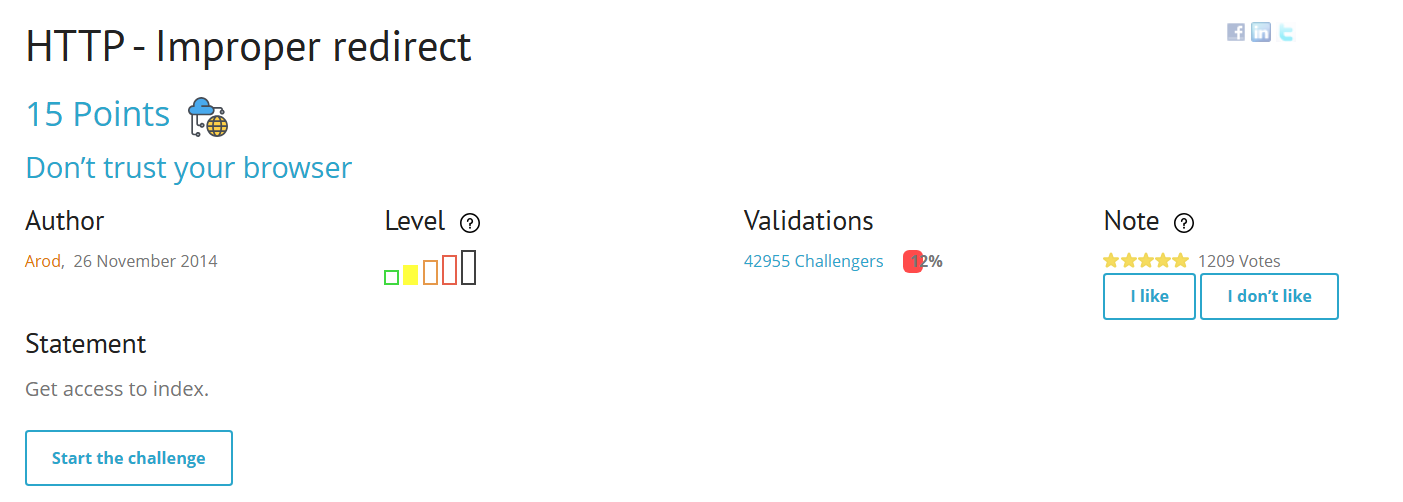 HTTP - Improper redirect
15 Points
Don’t trust your browser
Author
Arod, 26 November 2014
Level ?
Validations
42955 Challengers 12%
Note ?
1209 Votes
I like I don’t like
Statement
Get access to index.
Start the challenge